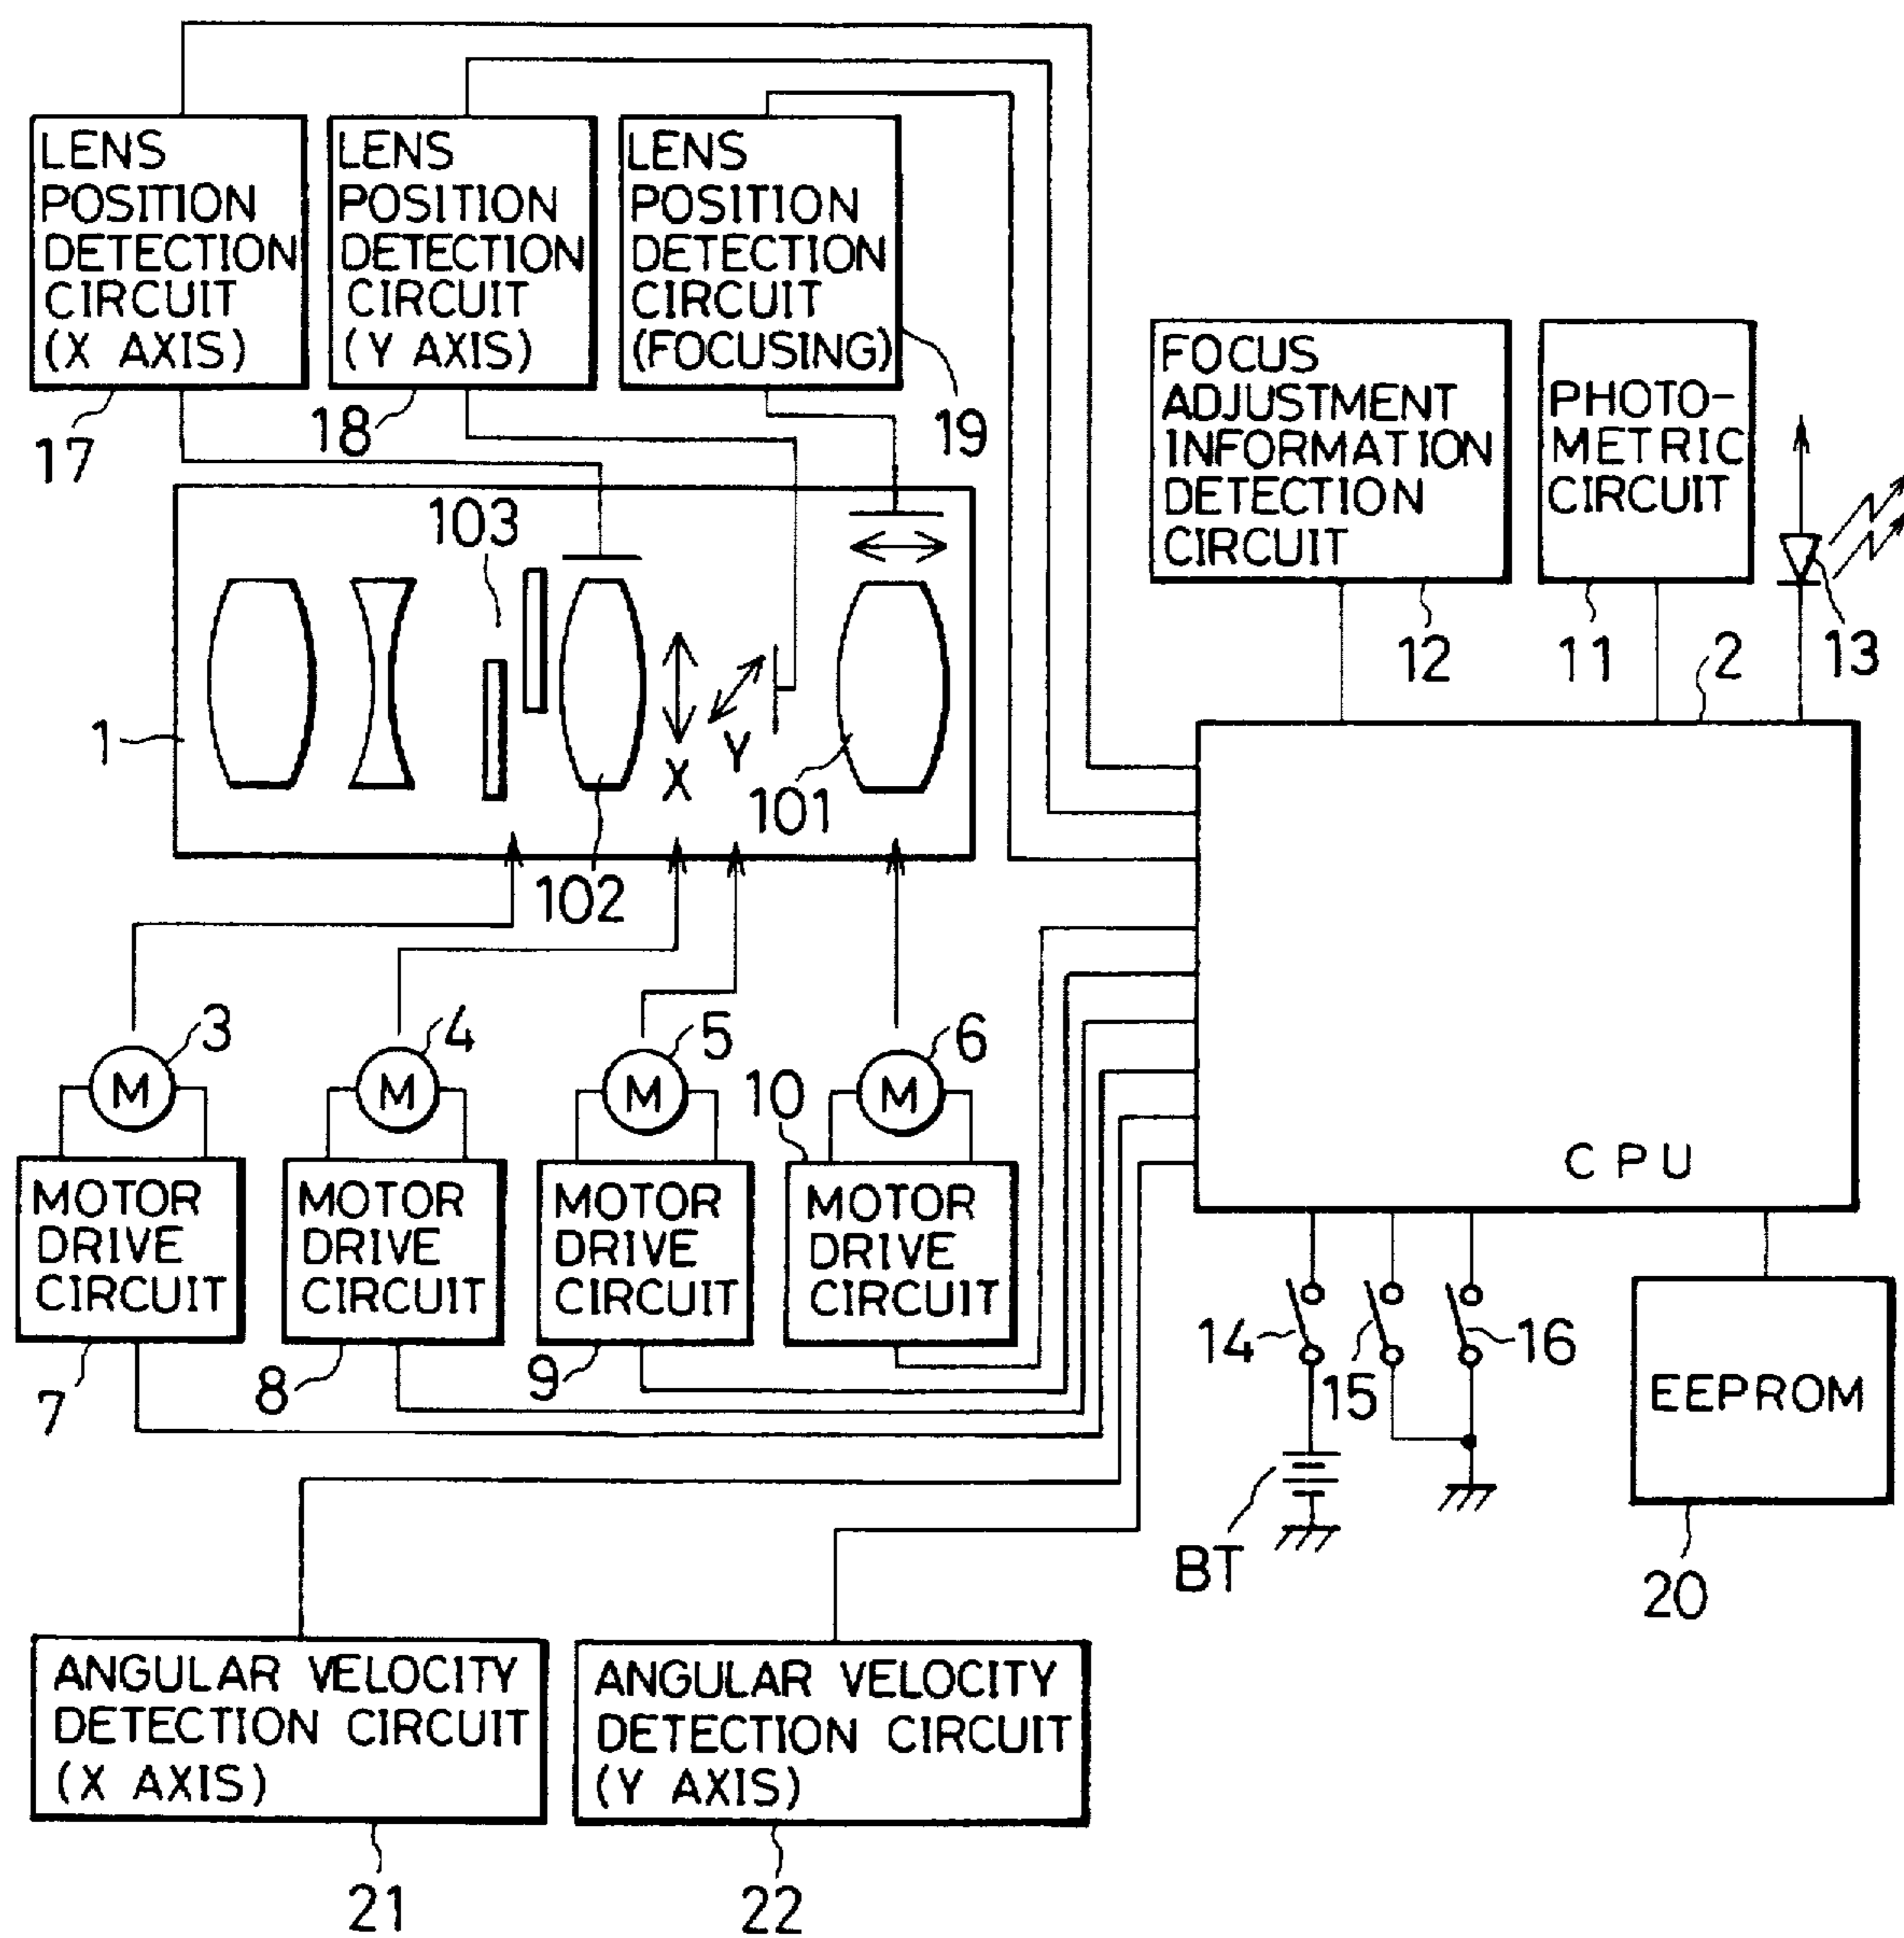 LENS
POSITION
DETECTION
CIRCUIT
(X AXIS)
LENS
POSITION
DETECTION
CIRCUIT
(Y AXIS)
LENS
POSITION
DETECTION
CIRCUIT
(FOCUSING)
17
18
19
FOCUS
ADJUSTMENT
INFORMATION
DETECTION
CIRCUIT
PHOTO-
METRIC
CIRCUIT
12
11
2
13
103
1
X
Y
101
102
3
4
5
6
M
M
M
M
10
MOTOR
DRIVE
CIRCUIT
MOTOR
DRIVE
CIRCUIT
MOTOR
DRIVE
CIRCUIT
MOTOR
DRIVE
CIRCUIT
7
8
9
CPU
14
15
16
BT
EEPROM
20
ANGULAR VELOCITY
DETECTION CIRCUIT
(X AXIS)
ANGULAR VELOCITY
DETECTION CIRCUIT
(Y AXIS)
21
22